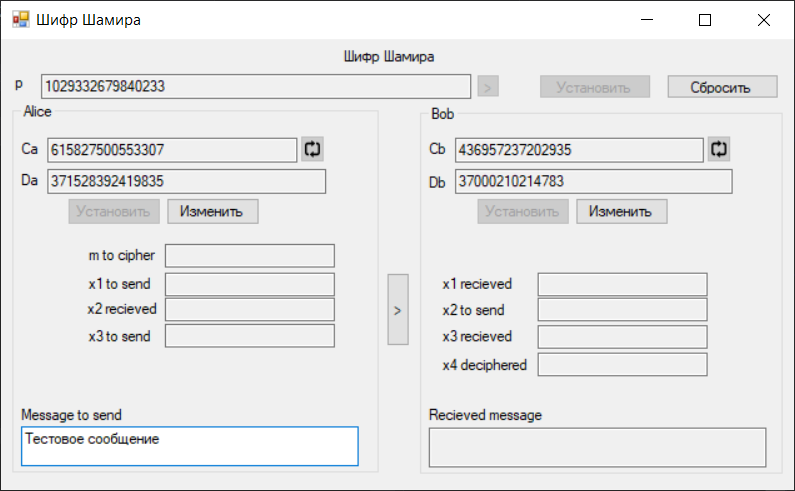 Шифр Шамира
Шифр Шамира
p 1029332679840233 > Установить Сбросить
Alice
Ca 615827500553307
Da 371528392419835
Установить Изменить
m to cipher
x1 to send
x2 recieved
x3 to send
Message to send
Тестовое сообщение
>
Bob
Cb 436957237202935
Db 37000210214783
Установить Изменить
x1 recieved
x2 to send
x3 recieved
x4 deciphered
Recieved message